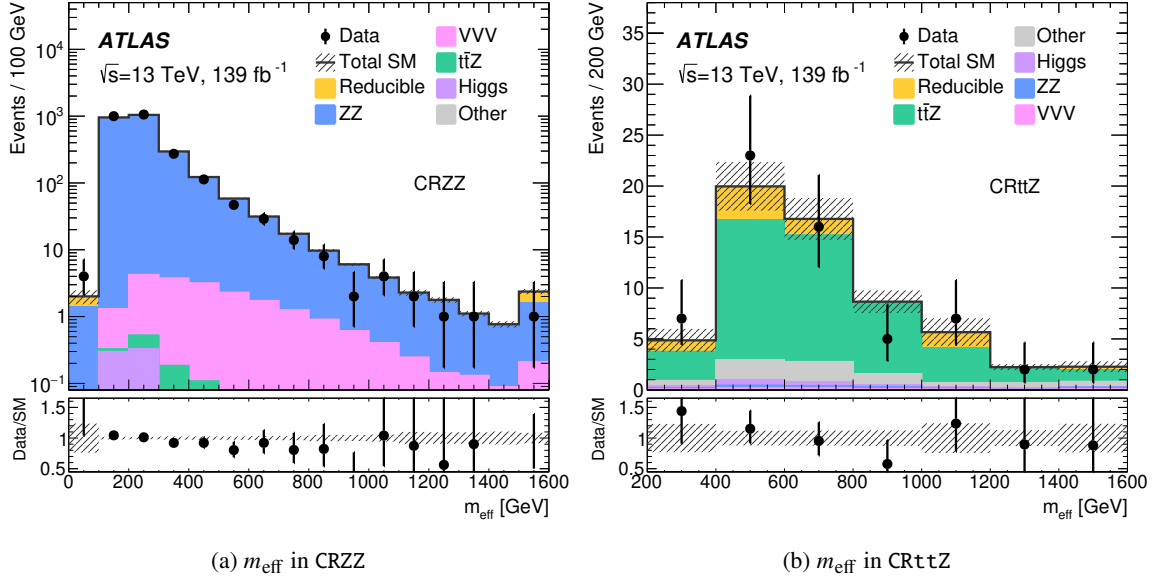 ATLAS
√s=13 TeV, 139 fb⁻¹
Data
Total SM
Reducible
ZZ
VVV
tt̄Z
Higgs
Other
CRZZ
Events / 100 GeV
10⁴
10³
10²
10
1
10⁻¹
Data/SM
1.5
1
0.5
0 200 400 600 800 1000 1200 1400 1600
m_eff [GeV]
(a) m_eff in CRZZ
ATLAS
√s=13 TeV, 139 fb⁻¹
Data
Total SM
Reducible
tt̄Z
Other
Higgs
ZZ
VVV
CRttZ
Events / 200 GeV
35
30
25
20
15
10
5
0
Data/SM
1.5
1
0.5
200 400 600 800 1000 1200 1400 1600
m_eff [GeV]
(b) m_eff in CRttZ